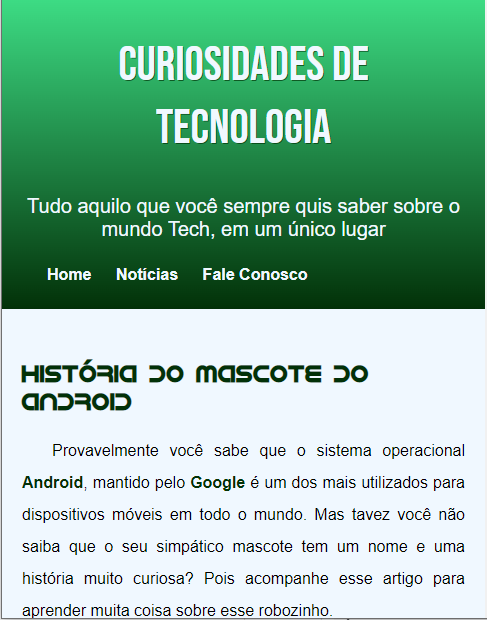 CURIOSIDADES DE
TECNOLOGIA
Tudo aquilo que você sempre quis saber sobre o
mundo Tech, em um único lugar
Home Notícias Fale Conosco
HISTÓRIA DO MASCOTE DO
ANDROID
Provavelmente você sabe que o sistema operacional
Android, mantido pelo Google é um dos mais utilizados para
dispositivos móveis em todo o mundo. Mas tavez você não
saiba que o seu simpático mascote tem um nome e uma
história muito curiosa? Pois acompanhe esse artigo para
aprender muita coisa sobre esse robozinho.